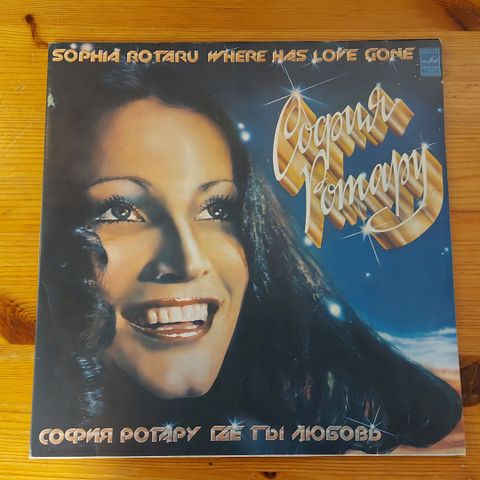 SOPHIA ROTARU WHERE HAS LOVE GONE
София
Ротару
СОФИЯ РОТАРУ ГДЕ ТЫ ЛЮБОВЬ